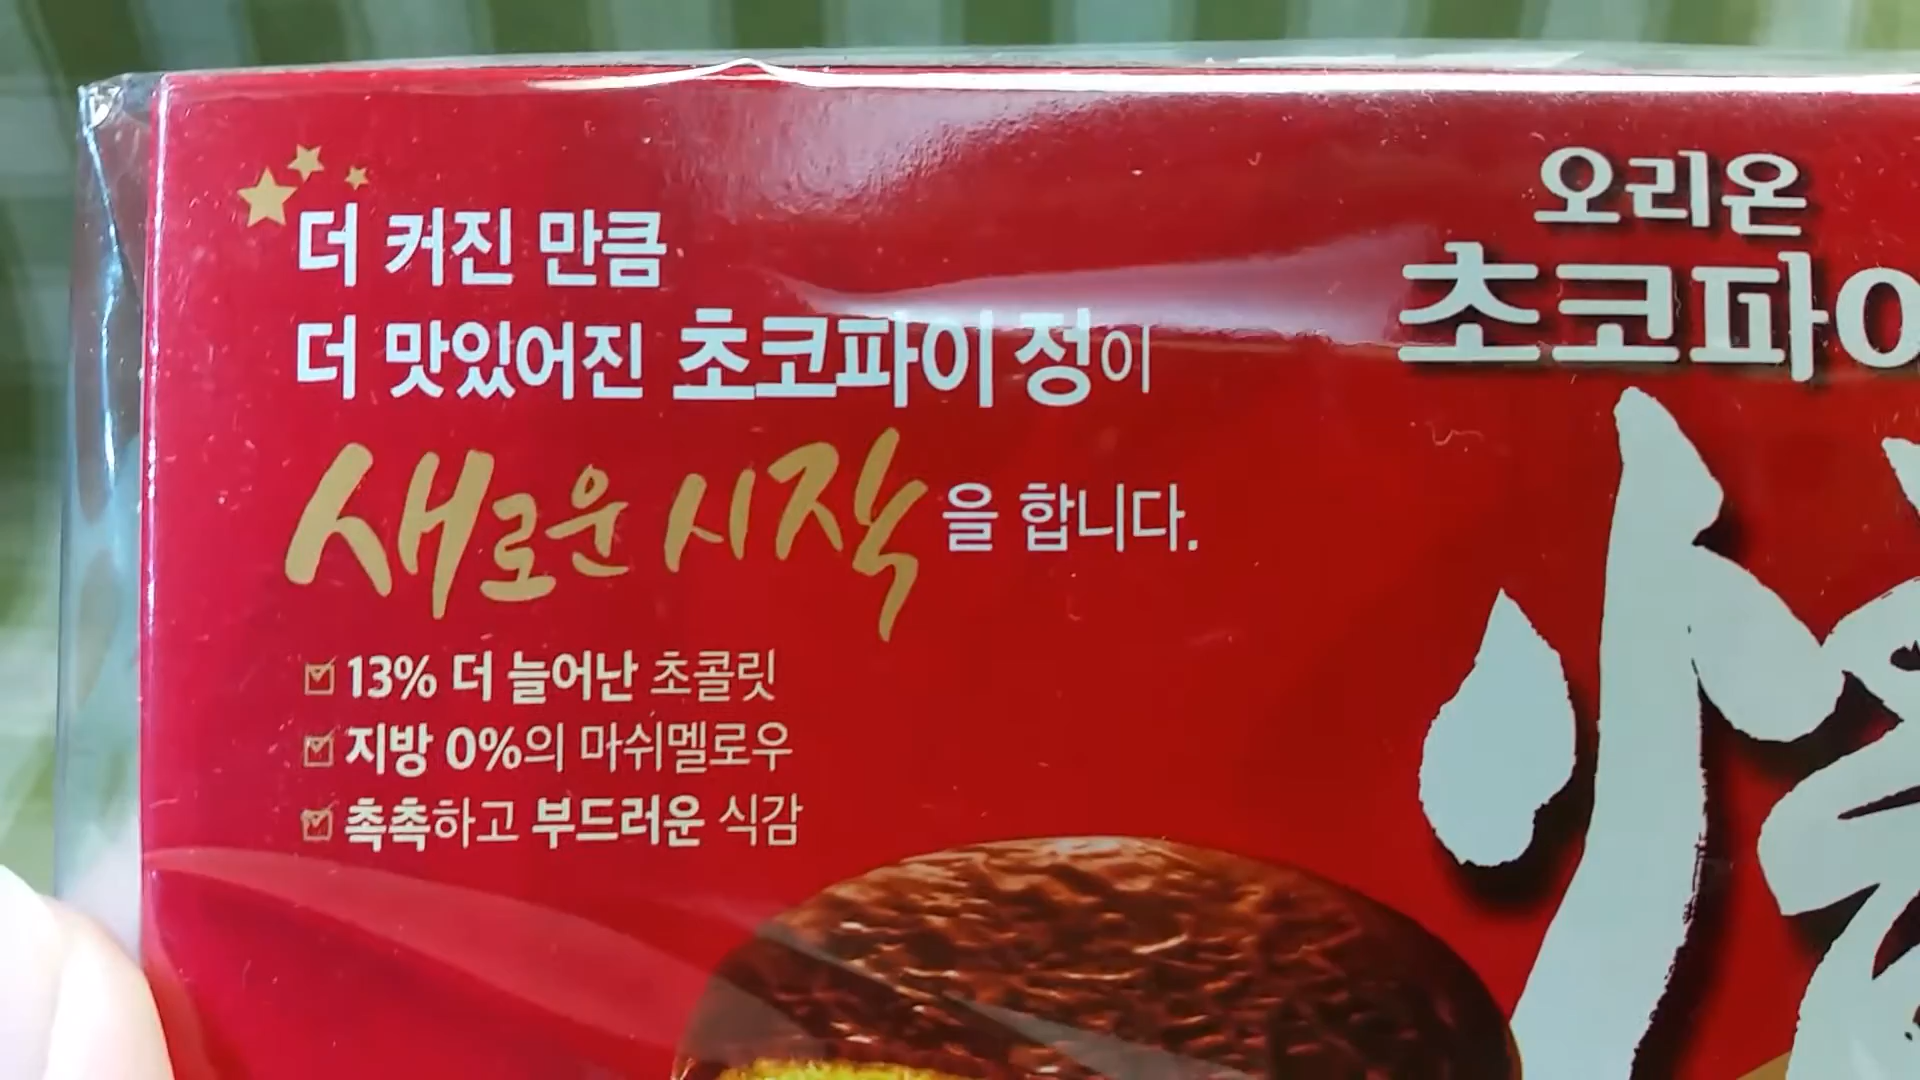 더 커진 만큼
더 맛있어진 초코파이 정이
새로운 시작을 합니다.
13% 더 늘어난 초콜릿
지방 0%의 마쉬멜로우
촉촉하고 부드러운 식감
오리온
초코파이